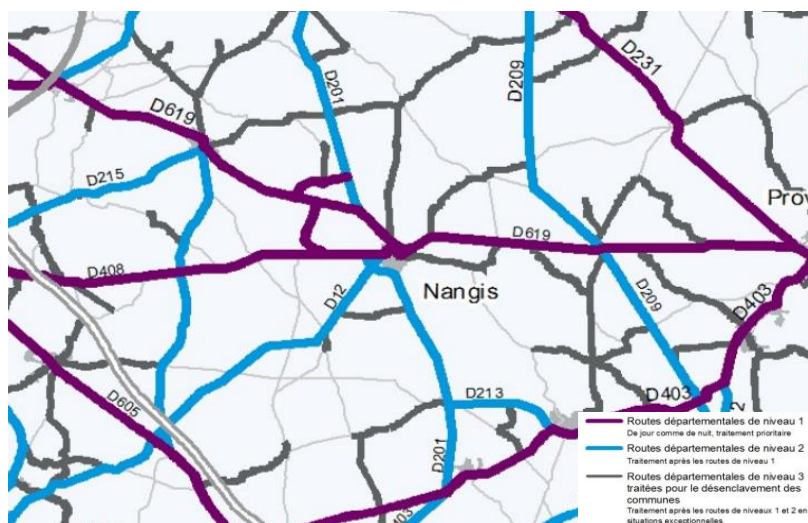 D209
D231
D201
D619
D215
Prov
D619
D408
D12
Nangis
D209
D403
D605
D213
D403
D201
403
2
Routes départementales de niveau 1
De jour comme de nuit, traitement prioritaire
Routes départementales de niveau 2
Traitement après les routes de niveau 1
Routes départementales de niveau 3
traitées pour le désenclavement des
communes
Traitement après les routes de niveaux 1 et 2 en
situations exceptionnelles